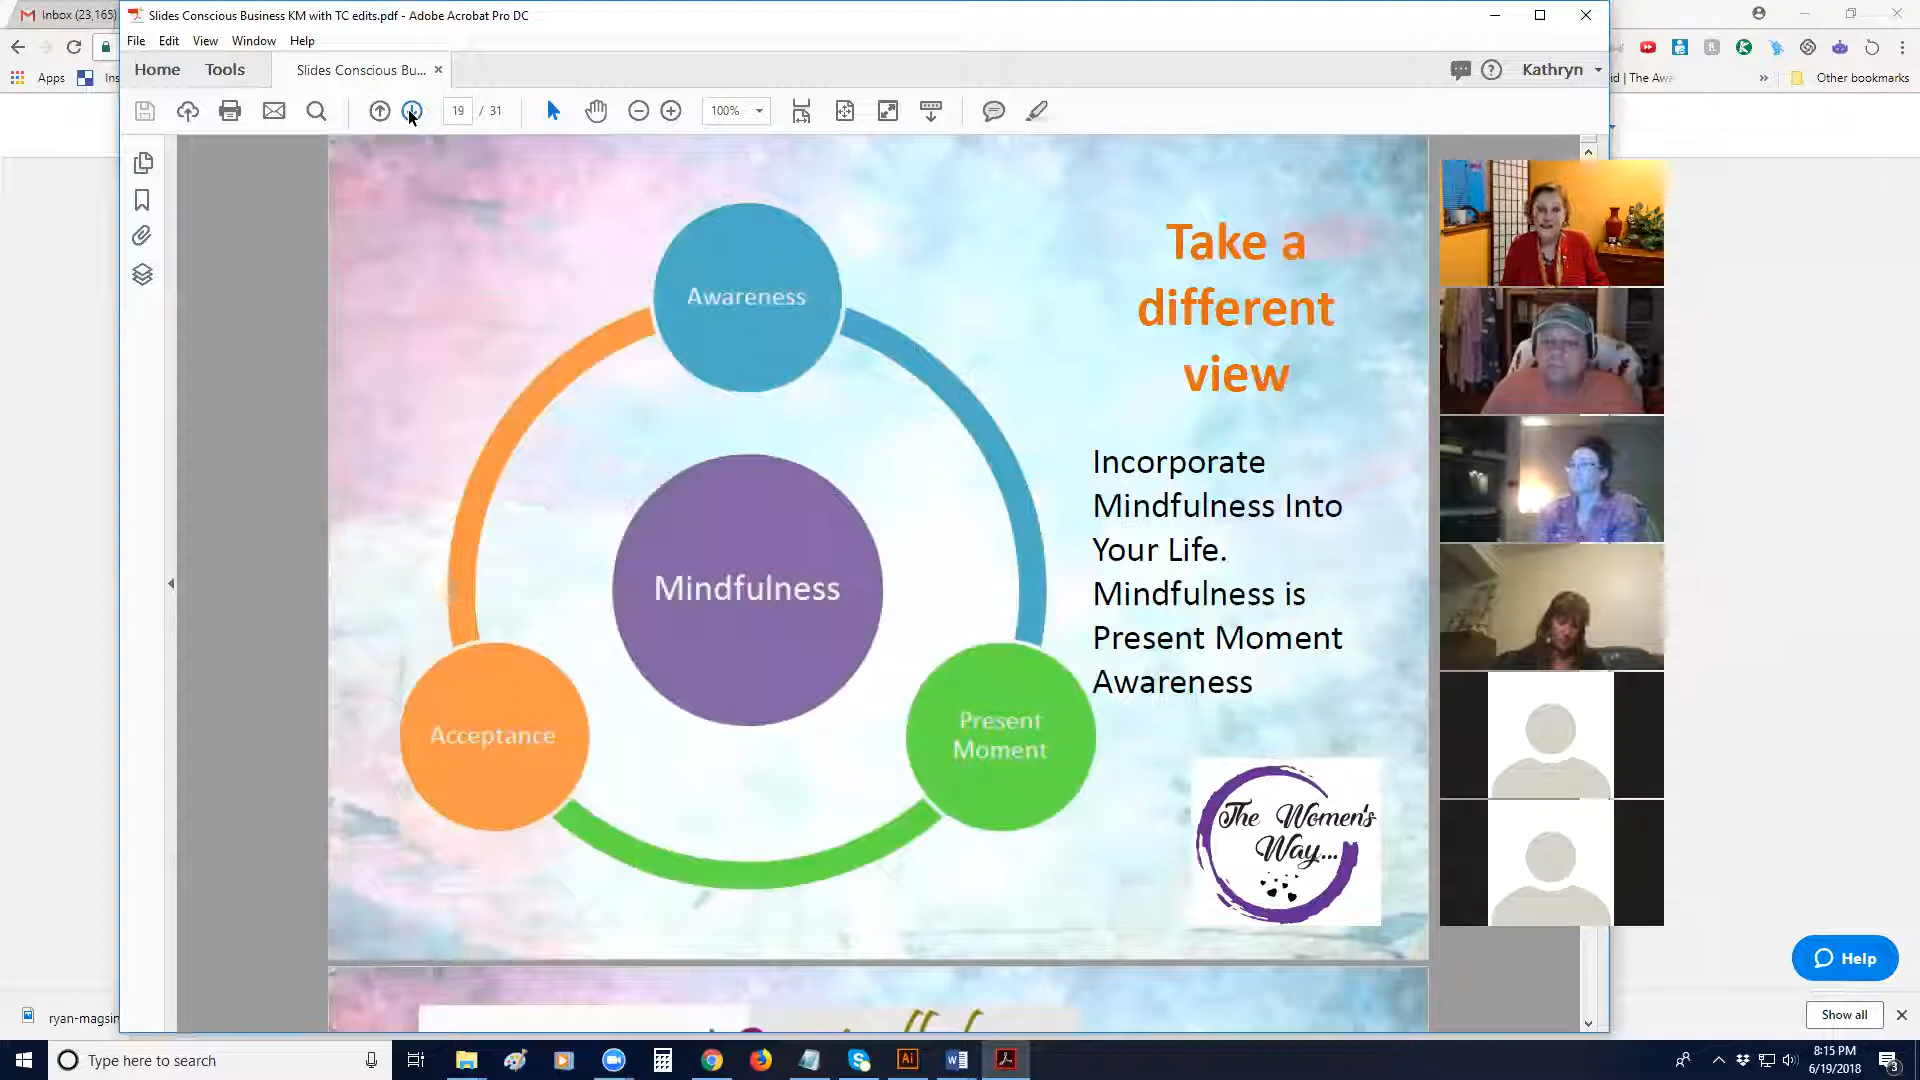 Inbox (23,165)
Slides Conscious Business KM with TC edits.pdf - Adobe Acrobat Pro DC
File Edit View Window Help
Home Tools Slides Conscious Bu... Kathryn
Apps Ins
Other bookmarks
19 / 31 100%
Take a
different
view
Awareness
Incorporate
Mindfulness Into
Your Life.
Mindfulness is
Present Moment
Awareness
Mindfulness
Acceptance
Present
Moment
The Women's
Way...
Help
ryan-magsin
Show all
Type here to search
8:15 PM
6/19/2018
3